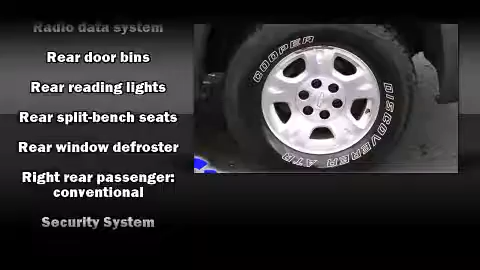 Radio data system
Rear door bins
Rear reading lights
Rear split-bench seats
Rear window defroster
Right rear passenger:
conventional
Security System
COOPER
DISCOVERER ATR